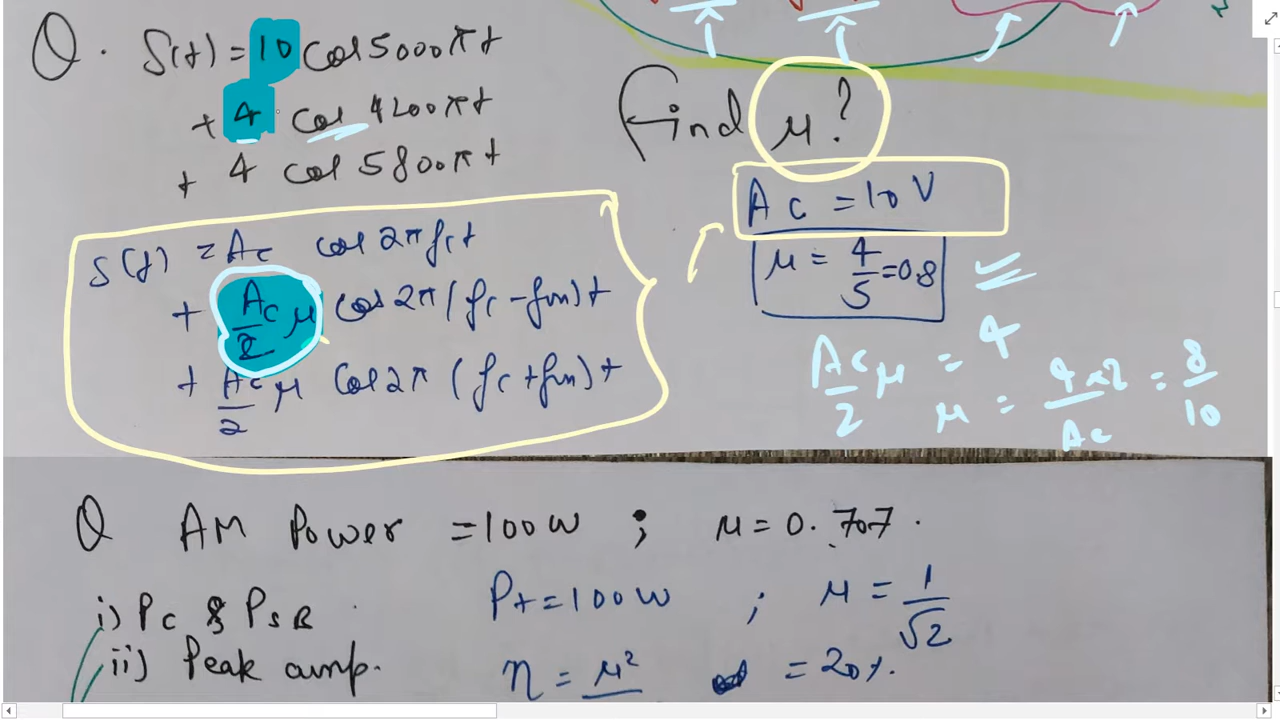 Q. S(t) = 10 cos 5000πt
+ 4 cos 4200πt
+ 4 cos 5800πt
Find μ?
Ac = 10 V
μ = 4/5 = 0.8
S(t) = Ac cos 2πfct
+ Ac/2 μ cos 2π(fc - fm)t
+ Ac/2 μ cos 2π(fc + fm)t
Ac/2 μ = 4
μ = 4×2/Ac = 8/10
Q AM Power = 100W ; μ = 0.707.
Pt = 100W ; μ = 1/√2
i) Pc & PSB
ii) Peak amp.
η = μ² = 20%.